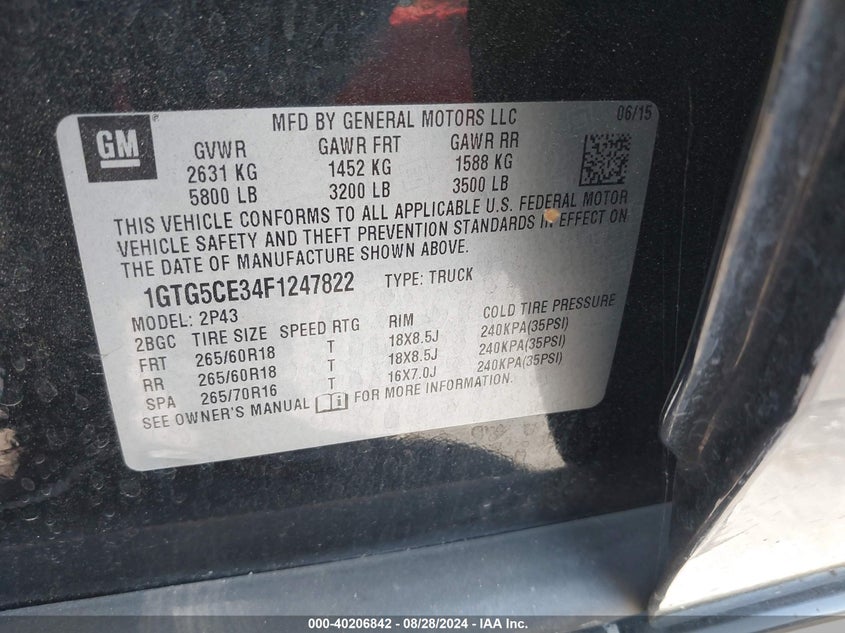 GM
MFD BY GENERAL MOTORS LLC 06/15
GVWR GAWR FRT GAWR RR
2631 KG 1452 KG 1588 KG
5800 LB 3200 LB 3500 LB
THIS VEHICLE CONFORMS TO ALL APPLICABLE U.S. FEDERAL MOTOR
VEHICLE SAFETY AND THEFT PREVENTION STANDARDS IN EFFECT ON
THE DATE OF MANUFACTURE SHOWN ABOVE.
1GTG5CE34F1247822 TYPE: TRUCK
MODEL: 2P43
2BGC TIRE SIZE SPEED RTG RIM COLD TIRE PRESSURE
FRT 265/60R18 T 18X8.5J 240KPA(35PSI)
RR 265/60R18 T 18X8.5J 240KPA(35PSI)
SPA 265/70R16 T 16X7.0J 240KPA(35PSI)
SEE OWNER'S MANUAL i FOR MORE INFORMATION.
000-40206842 - 08/28/2024 - IAA Inc.